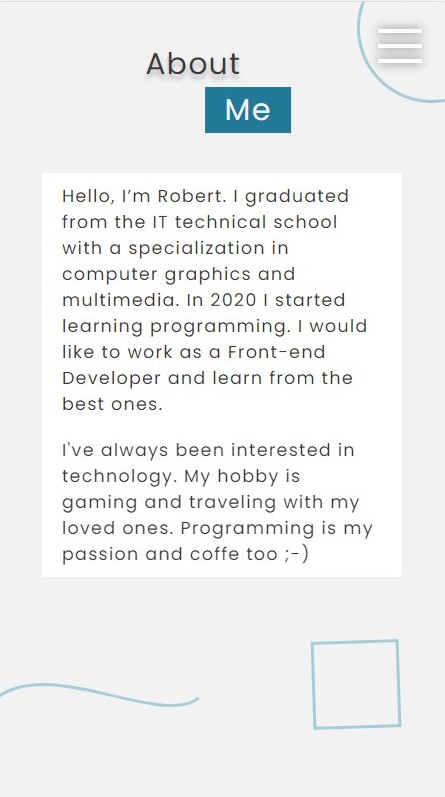 About
Me
Hello, I’m Robert. I graduated
from the IT technical school
with a specialization in
computer graphics and
multimedia. In 2020 I started
learning programming. I would
like to work as a Front-end
Developer and learn from the
best ones.
I've always been interested in
technology. My hobby is
gaming and traveling with my
loved ones. Programming is my
passion and coffe too ;-)